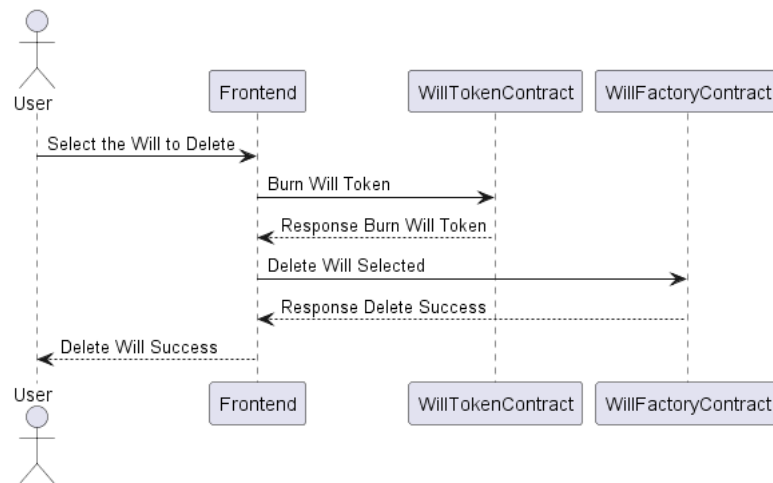 User
Frontend
WillTokenContract
WillFactoryContract
Select the Will to Delete
Burn Will Token
Response Burn Will Token
Delete Will Selected
Response Delete Success
Delete Will Success
User
Frontend
WillTokenContract
WillFactoryContract